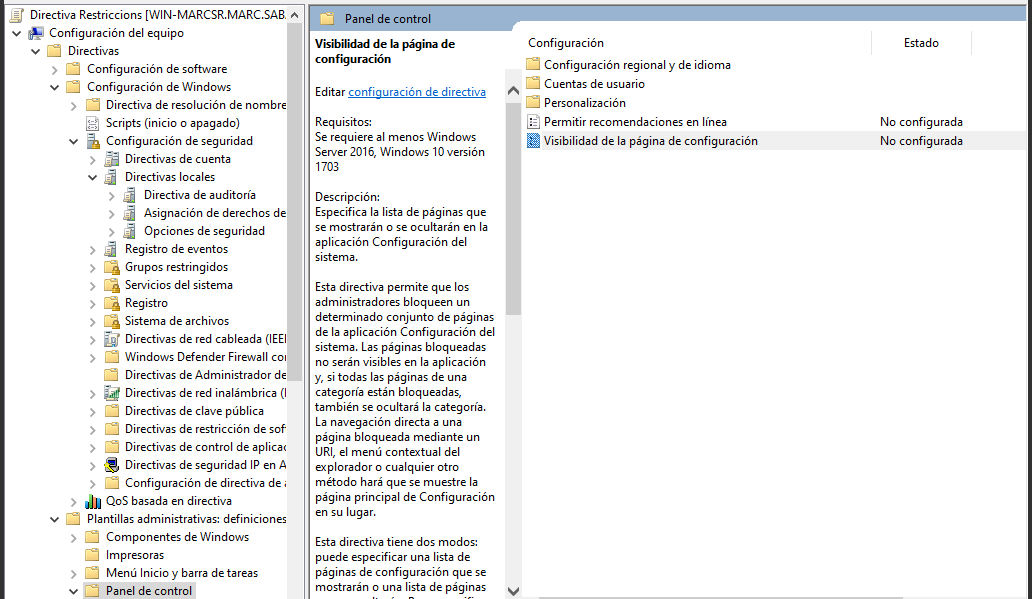 Directiva Restriccions [WIN-MARCSR.MARC.SAB.
Configuración del equipo
Directivas
Configuración de software
Configuración de Windows
Directiva de resolución de nombre
Scripts (inicio o apagado)
Configuración de seguridad
Directivas de cuenta
Directivas locales
Directiva de auditoría
Asignación de derechos de
Opciones de seguridad
Registro de eventos
Grupos restringidos
Servicios del sistema
Registro
Sistema de archivos
Directivas de red cableada (IEEE
Windows Defender Firewall co
Directivas de Administrador de
Directivas de red inalámbrica (I
Directivas de clave pública
Directivas de restricción de sof
Directivas de control de aplicac
Directivas de seguridad IP en A
Configuración de directiva de a
QoS basada en directiva
Plantillas administrativas: definiciones
Componentes de Windows
Impresoras
Menú Inicio y barra de tareas
Panel de control
Panel de control
Visibilidad de la página de
configuración
Editar configuración de directiva
Requisitos:
Se requiere al menos Windows
Server 2016, Windows 10 versión
1703
Descripción:
Especifica la lista de páginas que
se mostrarán o se ocultarán en la
aplicación Configuración del
sistema.
Esta directiva permite que los
administradores bloqueen un
determinado conjunto de páginas
de la aplicación Configuración del
sistema. Las páginas bloqueadas
no serán visibles en la aplicación
y, si todas las páginas de una
categoría están bloqueadas,
también se ocultará la categoría.
La navegación directa a una
página bloqueada mediante un
URI, el menú contextual del
explorador o cualquier otro
método hará que se muestre la
página principal de Configuración
en su lugar.
Esta directiva tiene dos modos:
puede especificar una lista de
páginas de configuración que se
mostrarán o una lista de páginas
Configuración Estado
Configuración regional y de idioma
Cuentas de usuario
Personalización
Permitir recomendaciones en línea No configurada
Visibilidad de la página de configuración No configurada